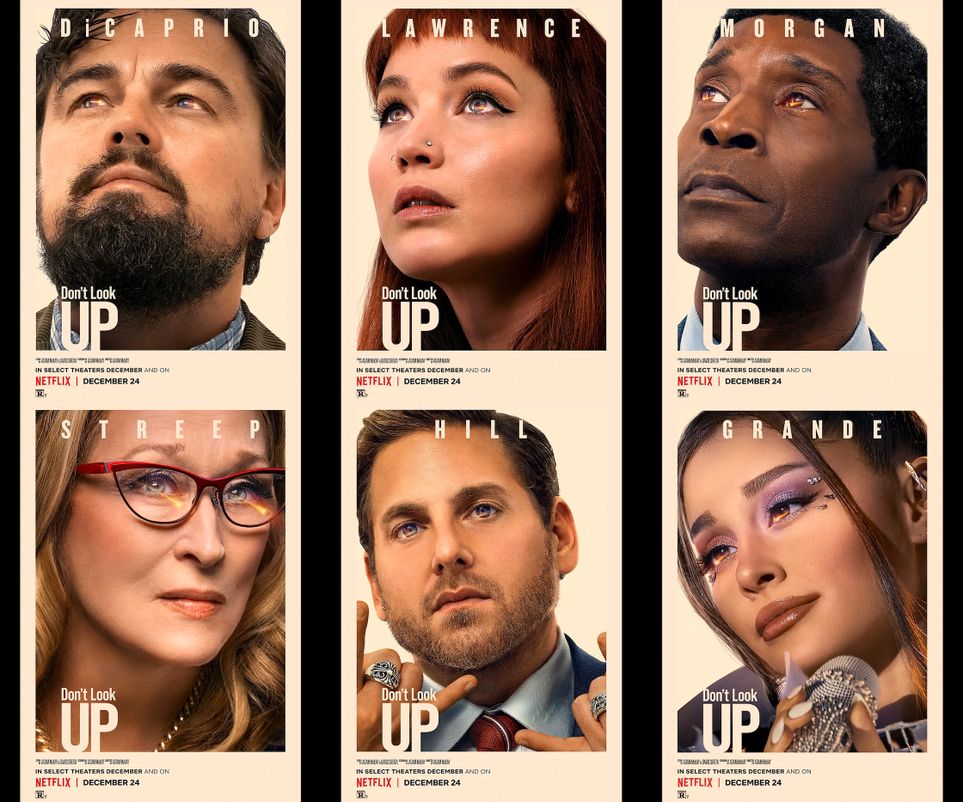 DiCAPRIO
Don't Look
UP
IN SELECT THEATERS DECEMBER AND ON
NETFLIX | DECEMBER 24
R
LAWRENCE
Don't Look
UP
IN SELECT THEATERS DECEMBER AND ON
NETFLIX | DECEMBER 24
R
MORGAN
Don't Look
UP
IN SELECT THEATERS DECEMBER AND ON
NETFLIX | DECEMBER 24
R
STREEP
Don't Look
UP
IN SELECT THEATERS DECEMBER AND ON
NETFLIX | DECEMBER 24
R
HILL
Don't Look
UP
IN SELECT THEATERS DECEMBER AND ON
NETFLIX | DECEMBER 24
R
GRANDE
Don't Look
UP
IN SELECT THEATERS DECEMBER AND ON
NETFLIX | DECEMBER 24
R